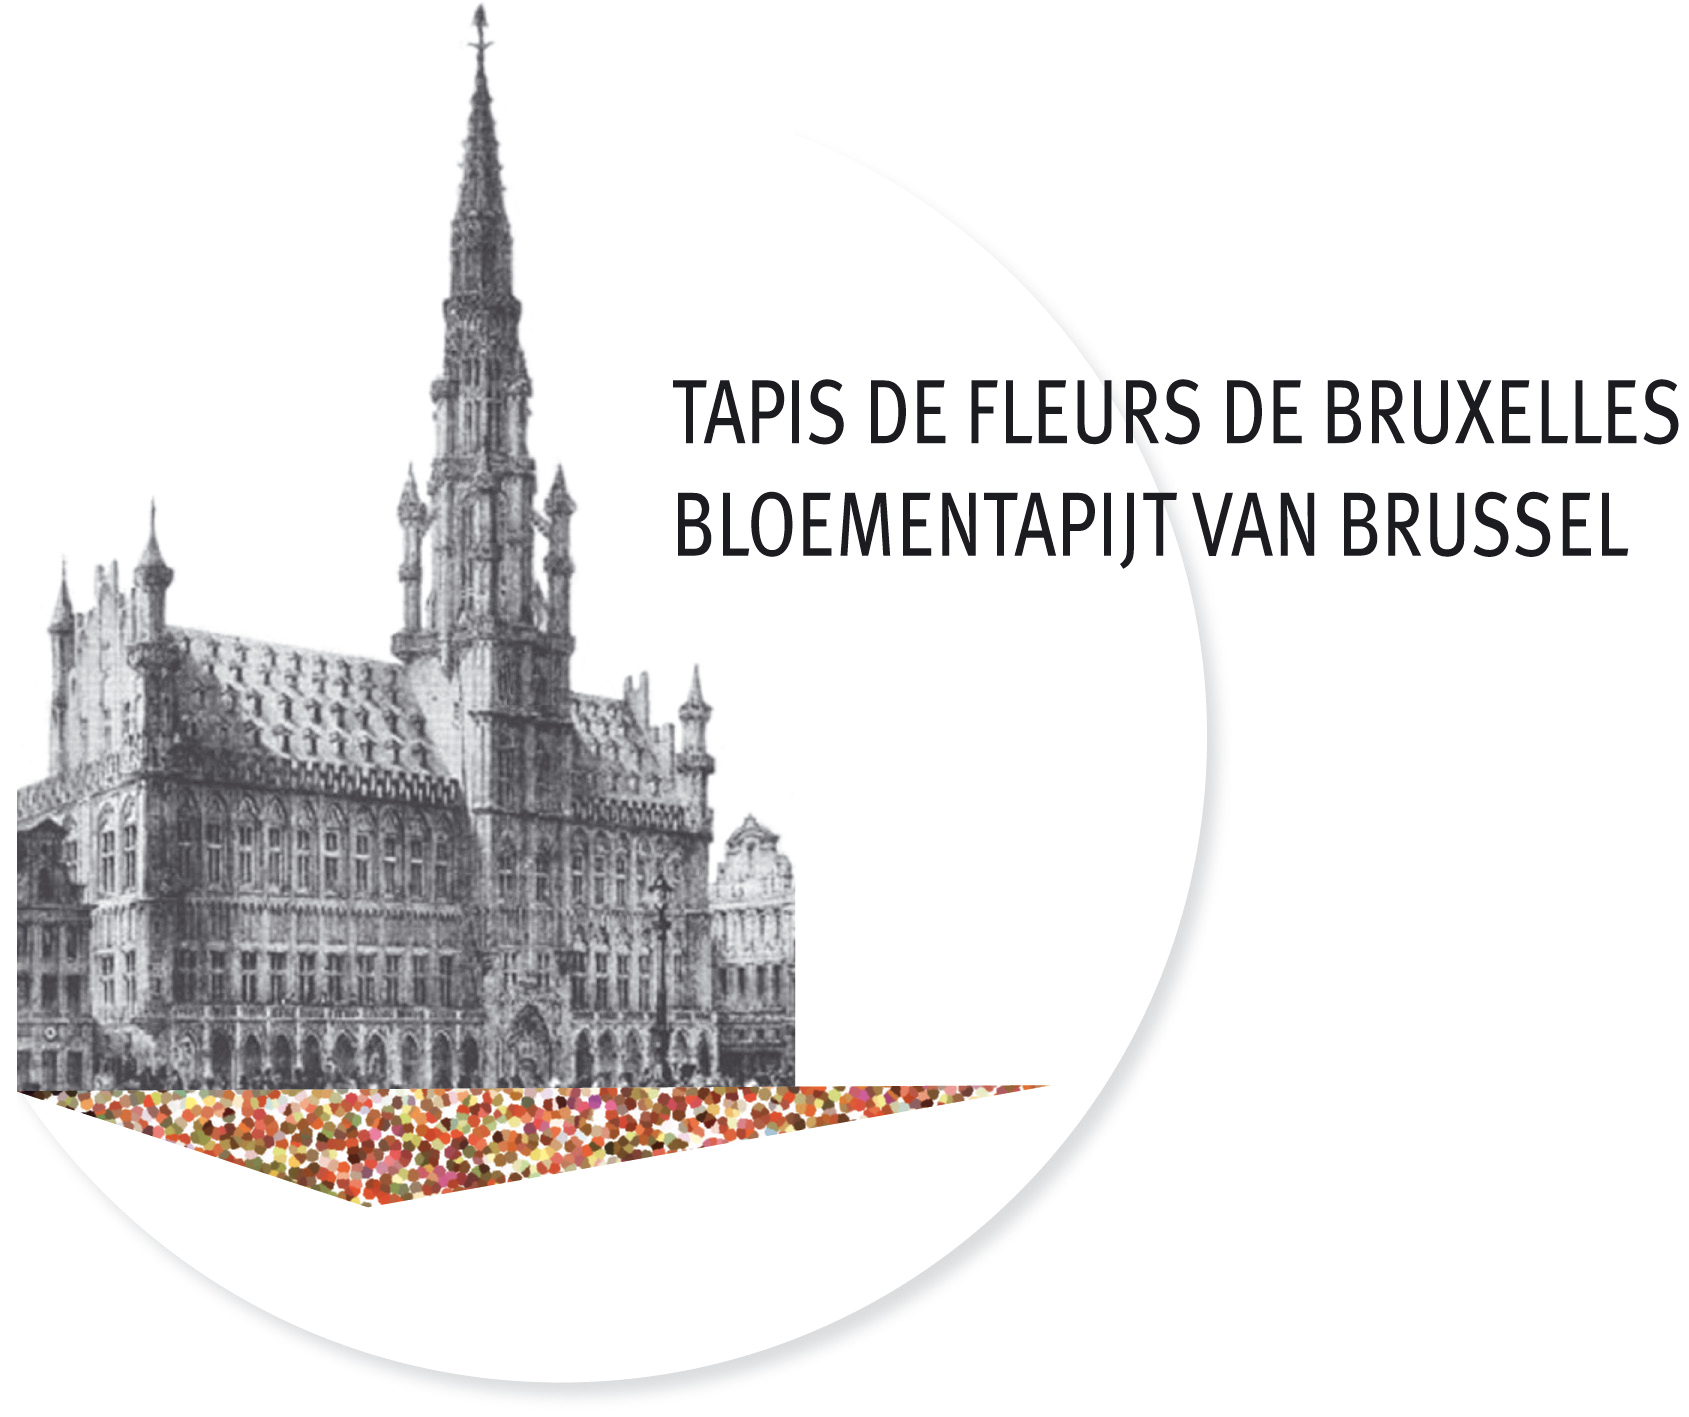 TAPIS DE FLEURS DE BRUXELLES
BLOEMENTAPIJT VAN BRUSSEL